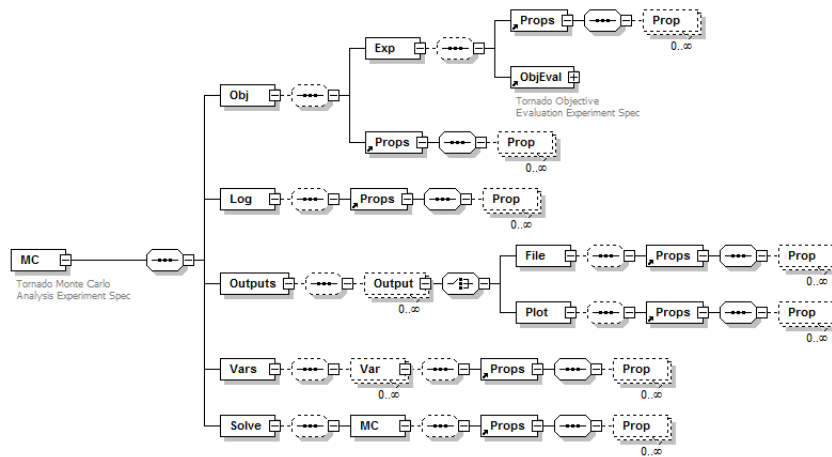 Props
Prop
0..∞
Exp
ObjEval
Tornado Objective
Evaluation Experiment Spec
Obj
Props
Prop
0..∞
Log
Props
Prop
0..∞
MC
Tornado Monte Carlo
Analysis Experiment Spec
File
Props
Prop
0..∞
Outputs
Output
0..∞
Plot
Props
Prop
0..∞
Vars
Var
0..∞
Props
Prop
0..∞
Solve
MC
Props
Prop
0..∞